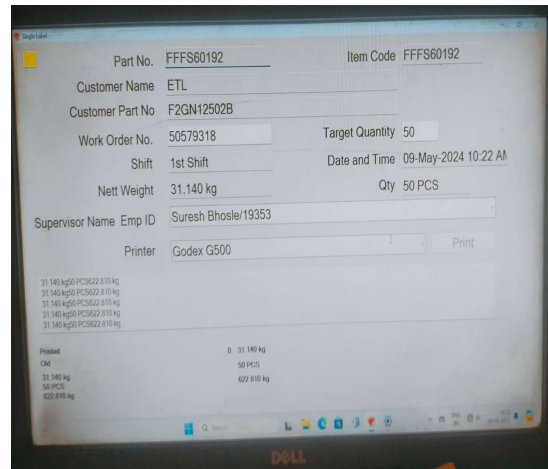 Single Label
Part No. FFFS60192 Item Code FFFS60192
Customer Name ETL
Customer Part No F2GN12502B
Work Order No. 50579318 Target Quantity 50
Shift 1st Shift Date and Time 09-May-2024 10:22 AM
Nett Weight 31.140 kg Qty 50 PCS
Supervisor Name Emp ID Suresh Bhosle/19353
Printer Godex G500 Print
31.140 kg50 PCS622.810 kg
31.140 kg50 PCS622.810 kg
31.140 kg50 PCS622.810 kg
31.140 kg50 PCS622.810 kg
31.140 kg50 PCS622.810 kg
Printed 0 31.140 kg
Old 50 PCS
31.140 kg 622.810 kg
50 PCS
622.810 kg
Search
DELL